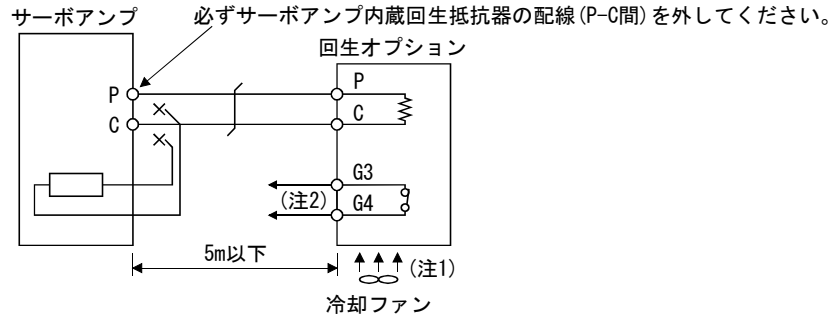 サーボアンプ
必ずサーボアンプ内蔵回生抵抗器の配線(P-C間)を外してください。
回生オプション
P
P
C
C
G3
(注2)
G4
5m以下
(注1)
冷却ファン